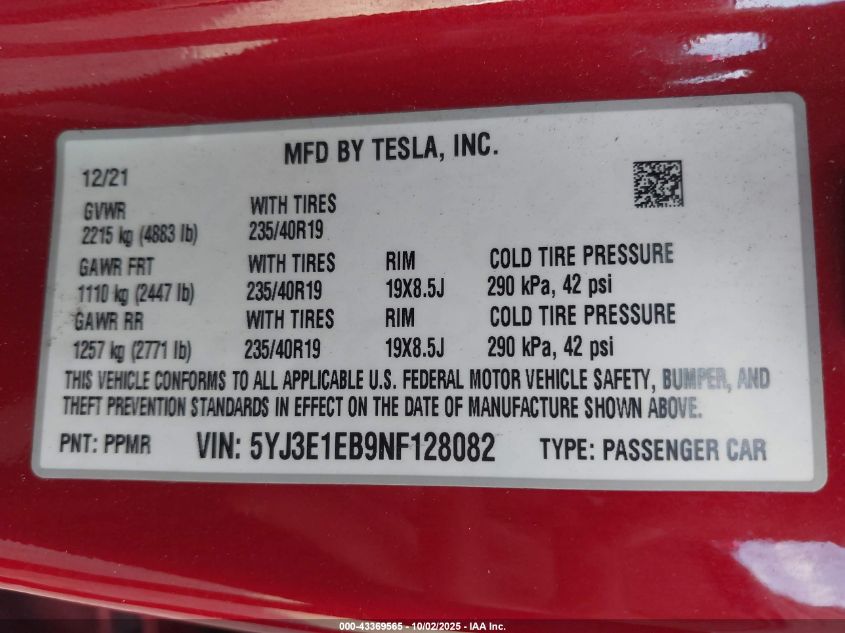 MFD BY TESLA, INC.
12/21
GVWR WITH TIRES
2215 kg (4883 lb) 235/40R19
GAWR FRT WITH TIRES RIM COLD TIRE PRESSURE
1110 kg (2447 lb) 235/40R19 19X8.5J 290 kPa, 42 psi
GAWR RR WITH TIRES RIM COLD TIRE PRESSURE
1257 kg (2771 lb) 235/40R19 19X8.5J 290 kPa, 42 psi
THIS VEHICLE CONFORMS TO ALL APPLICABLE U.S. FEDERAL MOTOR VEHICLE SAFETY, BUMPER, AND
THEFT PREVENTION STANDARDS IN EFFECT ON THE DATE OF MANUFACTURE SHOWN ABOVE.
PNT: PPMR VIN: 5YJ3E1EB9NF128082 TYPE: PASSENGER CAR
000-43369565 - 10/02/2025 - IAA Inc.